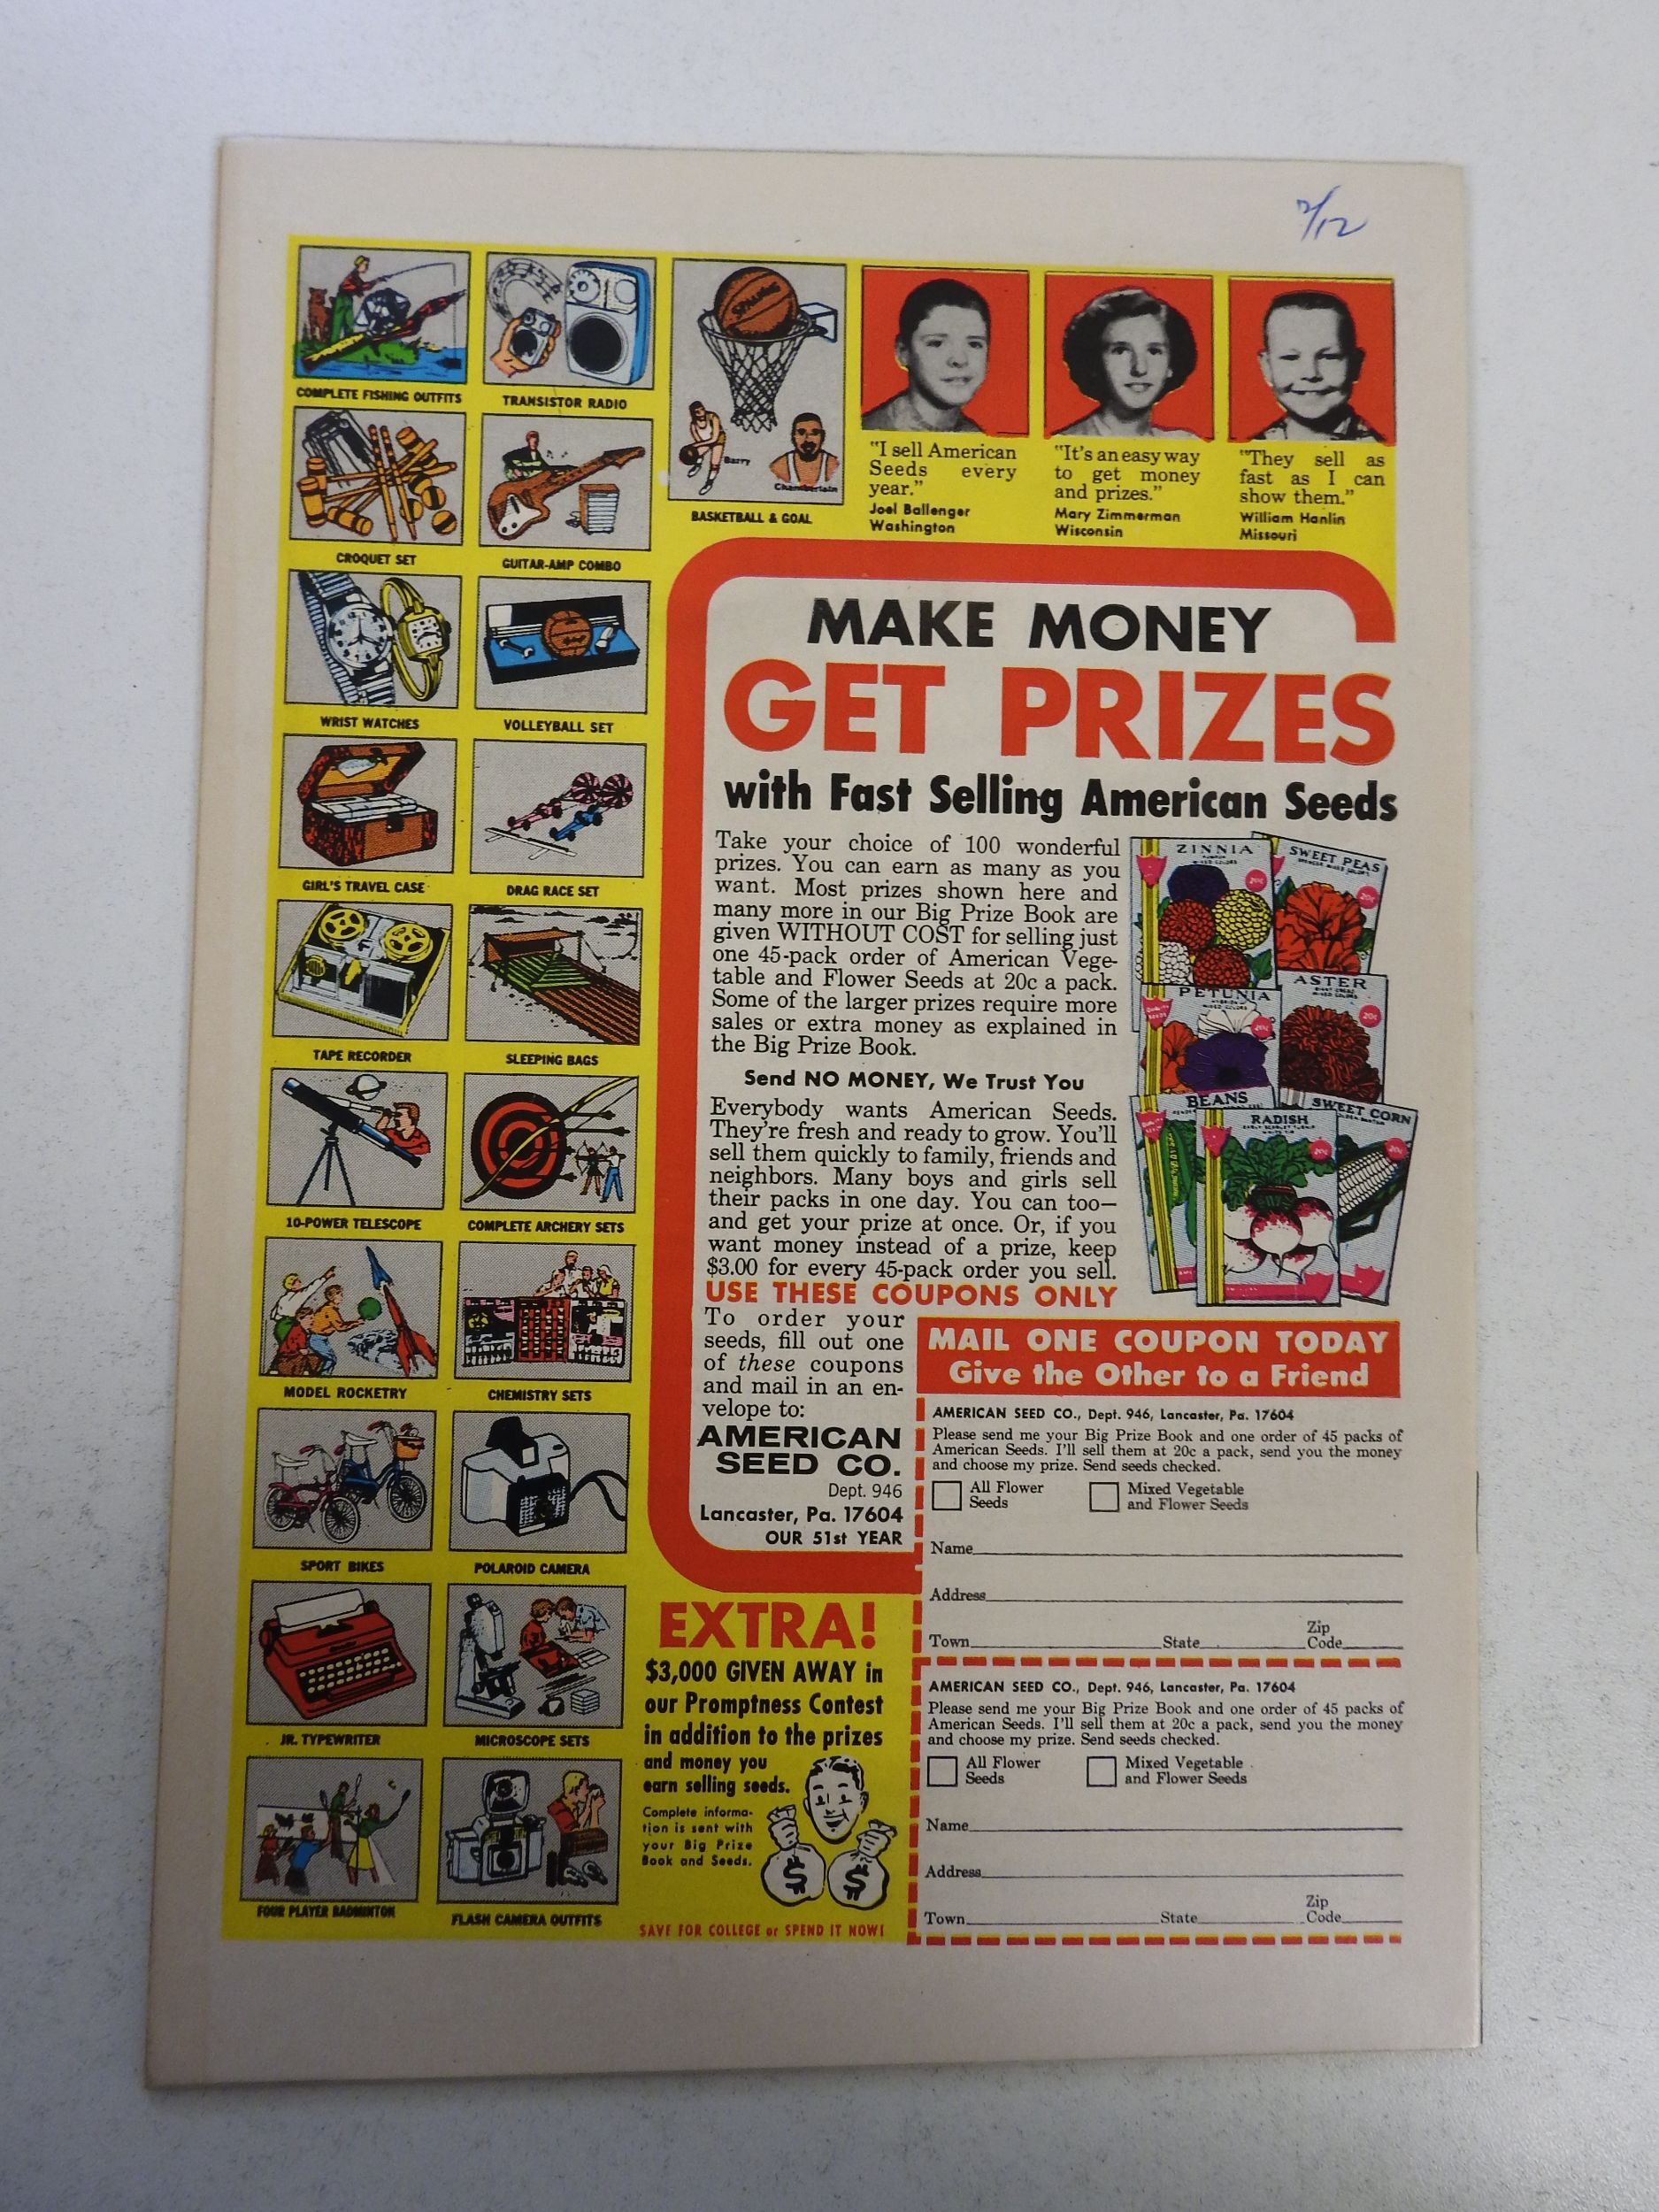 2/12
COMPLETE FISHING OUTFITS
TRANSISTOR RADIO
SPALDING
Barry
Chamberlain
BASKETBALL & GOAL
CROQUET SET
GUITAR-AMP COMBO
WRIST WATCHES
VOLLEYBALL SET
GIRL'S TRAVEL CASE
DRAG RACE SET
TAPE RECORDER
SLEEPING BAGS
10-POWER TELESCOPE
COMPLETE ARCHERY SETS
MODEL ROCKETRY
CHEMISTRY SETS
SPORT BIKES
POLAROID CAMERA
JR. TYPEWRITER
MICROSCOPE SETS
FOUR PLAYER BADMINTON
FLASH CAMERA OUTFITS
"I sell American
Seeds every
year."
Joel Ballenger
Washington
"It's an easy way
to get money
and prizes."
Mary Zimmerman
Wisconsin
"They sell as
fast as I can
show them."
William Hanlin
Missouri
MAKE MONEY
GET PRIZES
with Fast Selling American Seeds
Take your choice of 100 wonderful
prizes. You can earn as many as you
want. Most prizes shown here and
many more in our Big Prize Book are
given WITHOUT COST for selling just
one 45-pack order of American Vege-
table and Flower Seeds at 20c a pack.
Some of the larger prizes require more
sales or extra money as explained in
the Big Prize Book.
Send NO MONEY, We Trust You
Everybody wants American Seeds.
They're fresh and ready to grow. You'll
sell them quickly to family, friends and
neighbors. Many boys and girls sell
their packs in one day. You can too—
and get your prize at once. Or, if you
want money instead of a prize, keep
$3.00 for every 45-pack order you sell.
USE THESE COUPONS ONLY
To order your
seeds, fill out one
of these coupons
and mail in an en-
velope to:
AMERICAN
SEED CO.
Dept. 946
Lancaster, Pa. 17604
OUR 51st YEAR
ZINNIA
MIXED COLORS
20c
SWEET PEAS
20c
PETUNIA
MIXED COLORS
20c
ASTER
MIXED COLORS
20c
BEANS
RADISH
20c
SWEET CORN
20c
MAIL ONE COUPON TODAY
Give the Other to a Friend
AMERICAN SEED CO., Dept. 946, Lancaster, Pa. 17604
Please send me your Big Prize Book and one order of 45 packs of
American Seeds. I'll sell them at 20c a pack, send you the money
and choose my prize. Send seeds checked.
All Flower
Seeds
Mixed Vegetable
and Flower Seeds
Name
Address
Town State Zip
Code
AMERICAN SEED CO., Dept. 946, Lancaster, Pa. 17604
Please send me your Big Prize Book and one order of 45 packs of
American Seeds. I'll sell them at 20c a pack, send you the money
and choose my prize. Send seeds checked.
All Flower
Seeds
Mixed Vegetable
and Flower Seeds
Name
Address
Town State Zip
Code
EXTRA!
$3,000 GIVEN AWAY in
our Promptness Contest
in addition to the prizes
and money you
earn selling seeds.
Complete informa-
tion is sent with
your Big Prize
Book and Seeds.
$ $
SAVE FOR COLLEGE or SPEND IT NOW!